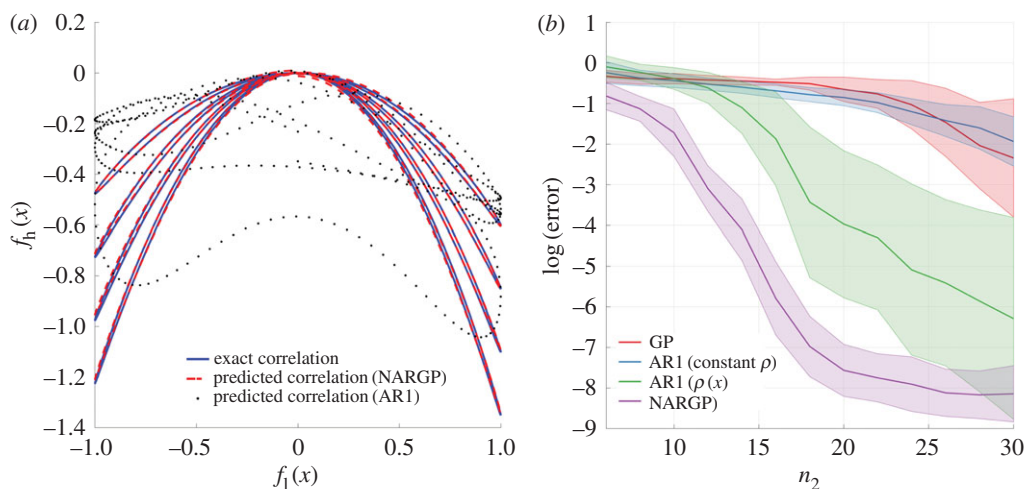 (a)
0.2
0
–0.2
–0.4
–0.6
–0.8
–1.0
–1.2
–1.4
f_h(x)
exact correlation
predicted correlation (NARGP)
predicted correlation (AR1)
–1.0
–0.5
0
0.5
1.0
f_l(x)
(b)
1
0
–1
–2
–3
–4
–5
–6
–7
–8
–9
log (error)
GP
AR1 (constant ρ)
AR1 (ρ(x)
NARGP)
10
15
20
25
30
n_2